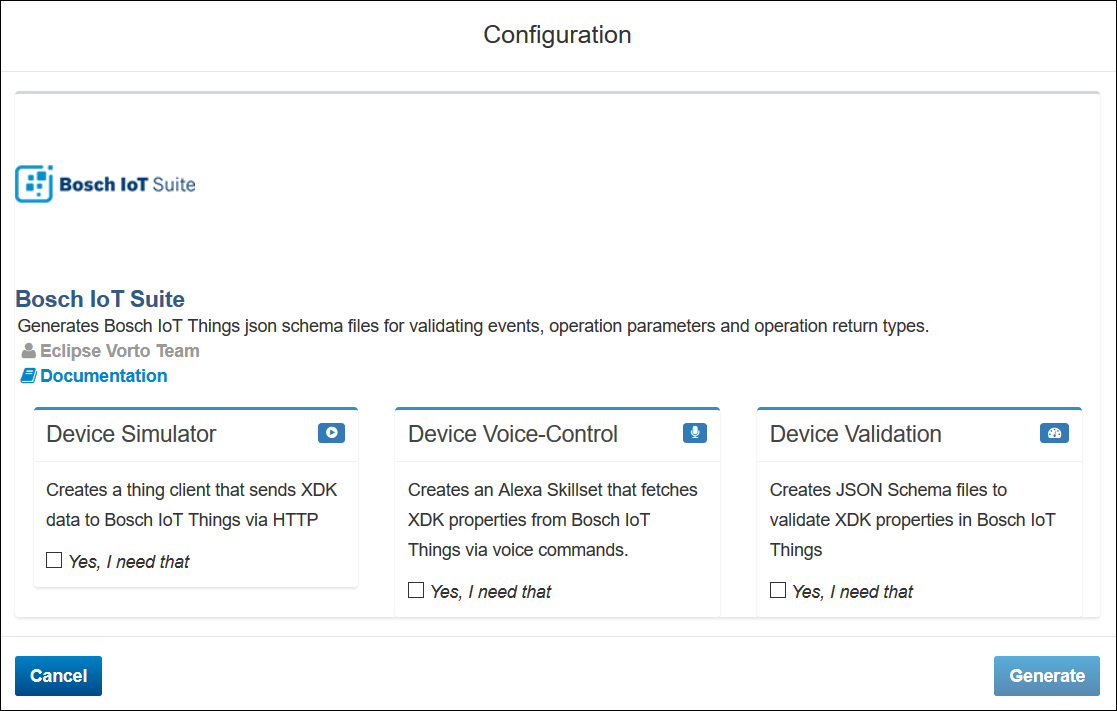 Configuration
Bosch IoT Suite
Bosch IoT Suite
Generates Bosch IoT Things json schema files for validating events, operation parameters and operation return types.
Eclipse Vorto Team
Documentation
Device Simulator
Creates a thing client that sends XDK
data to Bosch IoT Things via HTTP
Yes, I need that
Device Voice-Control
Creates an Alexa Skillset that fetches
XDK properties from Bosch IoT
Things via voice commands.
Yes, I need that
Device Validation
Creates JSON Schema files to
validate XDK properties in Bosch IoT
Things
Yes, I need that
Cancel
Generate